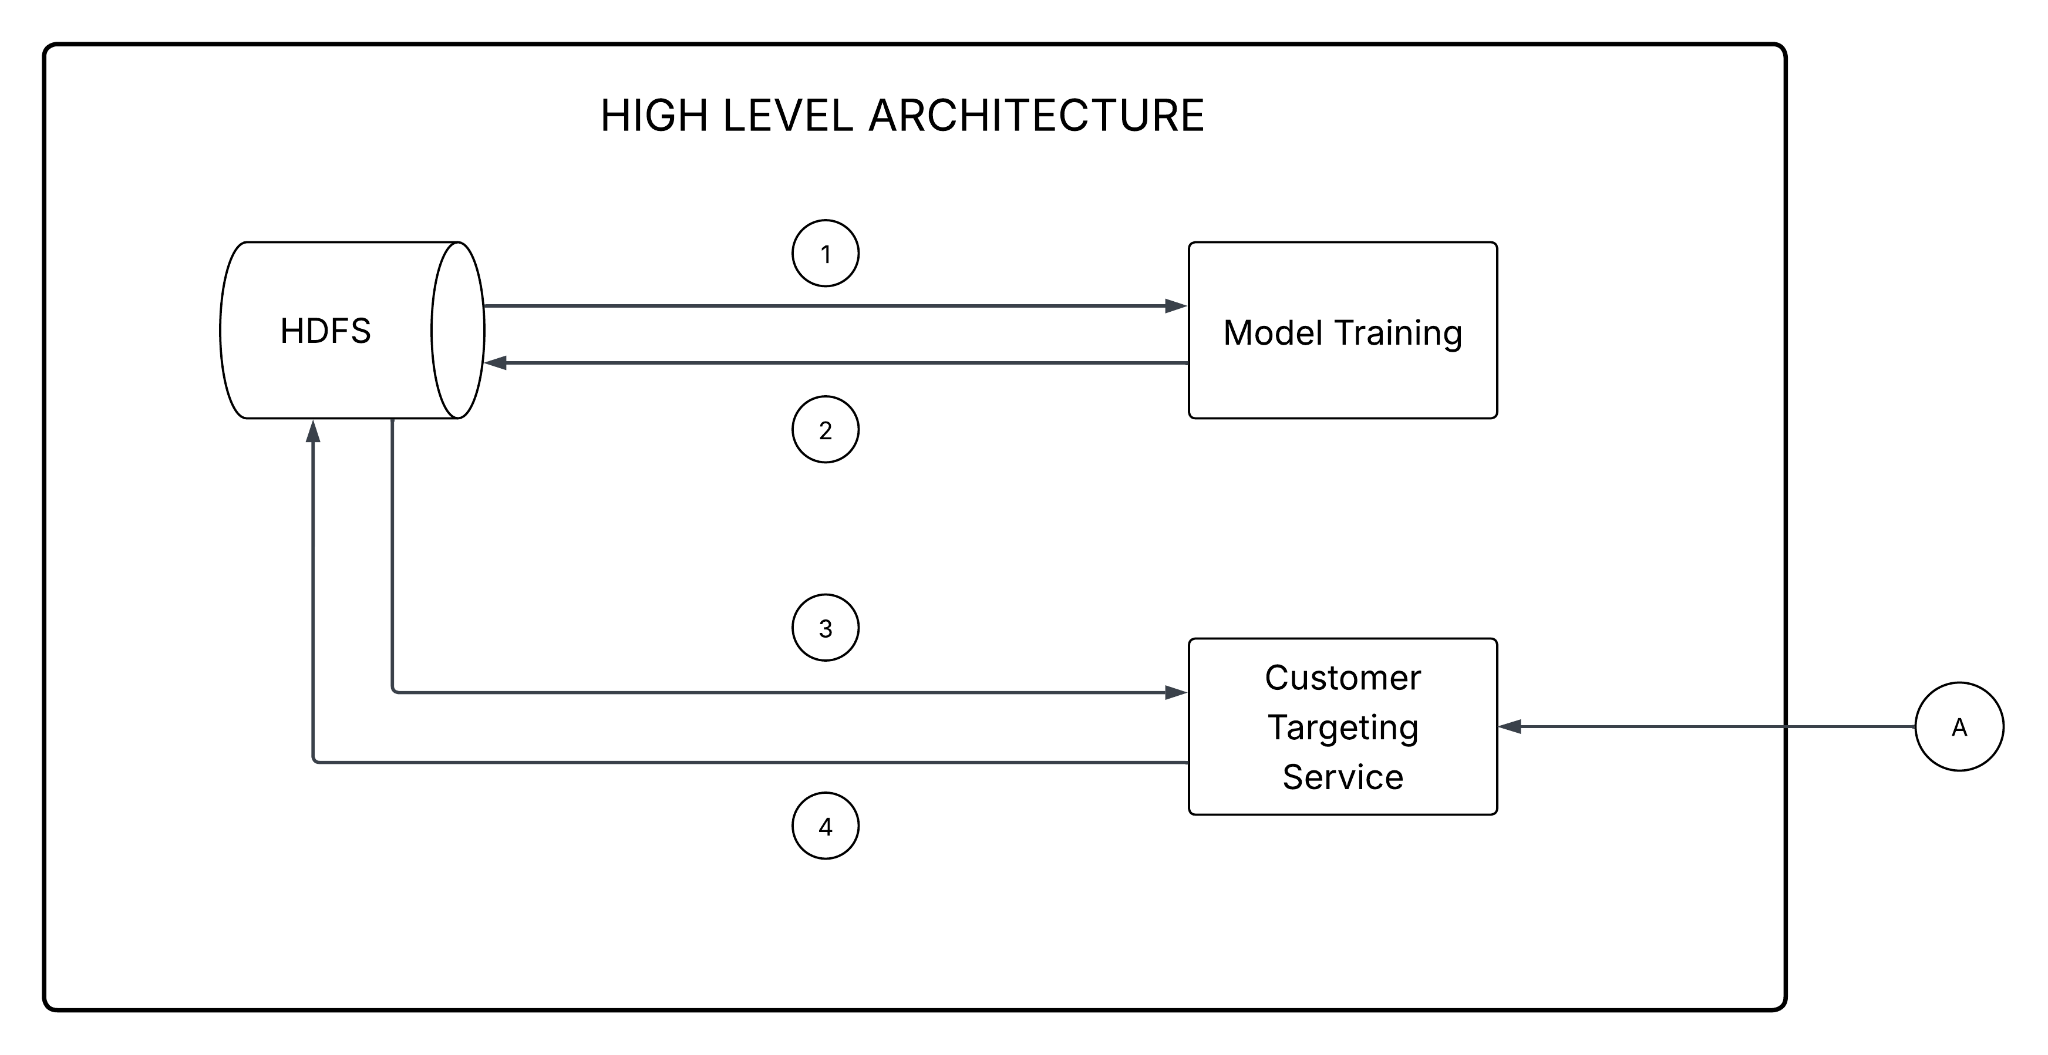 HIGH LEVEL ARCHITECTURE
1
HDFS
Model Training
2
3
Customer
Targeting
Service
A
4